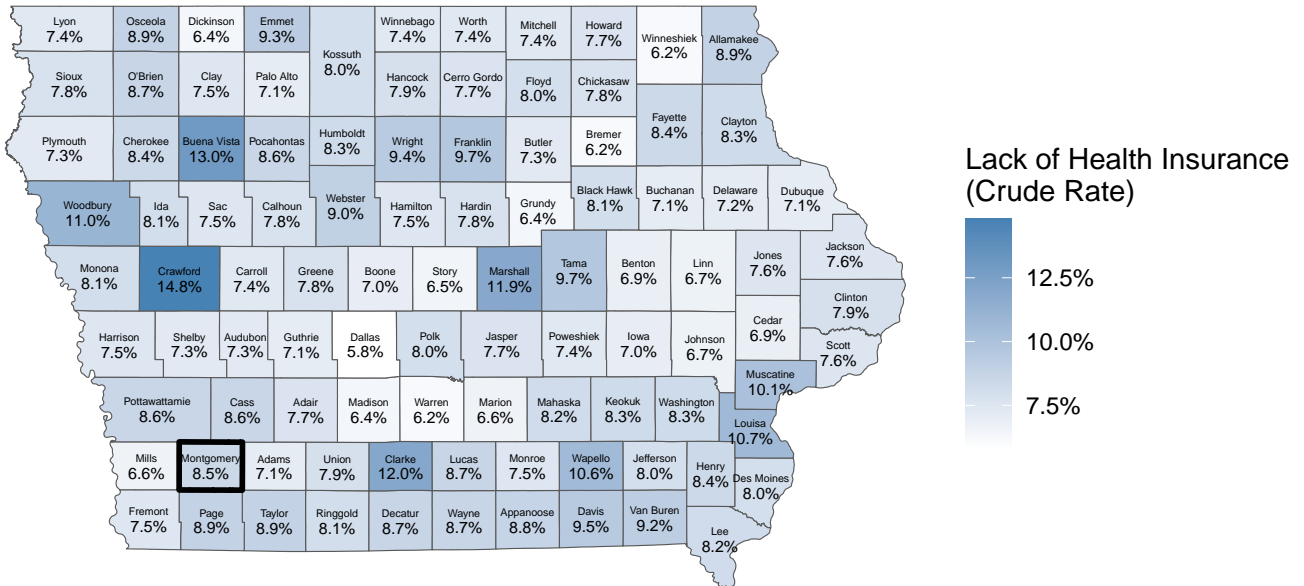 Lyon
7.4%
Osceola
8.9%
Dickinson
6.4%
Emmet
9.3%
Kossuth
8.0%
Winnebago
7.4%
Worth
7.4%
Mitchell
7.4%
Howard
7.7%
Winneshiek
6.2%
Allamakee
8.9%
Sioux
7.8%
O'Brien
8.7%
Clay
7.5%
Palo Alto
7.1%
Hancock
7.9%
Cerro Gordo
7.7%
Floyd
8.0%
Chickasaw
7.8%
Fayette
8.4%
Clayton
8.3%
Plymouth
7.3%
Cherokee
8.4%
Buena Vista
13.0%
Pocahontas
8.6%
Humboldt
8.3%
Wright
9.4%
Franklin
9.7%
Butler
7.3%
Bremer
6.2%
Woodbury
11.0%
Ida
8.1%
Sac
7.5%
Calhoun
7.8%
Webster
9.0%
Hamilton
7.5%
Hardin
7.8%
Grundy
6.4%
Black Hawk
8.1%
Buchanan
7.1%
Delaware
7.2%
Dubuque
7.1%
Monona
8.1%
Crawford
14.8%
Carroll
7.4%
Greene
7.8%
Boone
7.0%
Story
6.5%
Marshall
11.9%
Tama
9.7%
Benton
6.9%
Linn
6.7%
Jones
7.6%
Jackson
7.6%
Clinton
7.9%
Harrison
7.5%
Shelby
7.3%
Audubon
7.3%
Guthrie
7.1%
Dallas
5.8%
Polk
8.0%
Jasper
7.7%
Poweshiek
7.4%
Iowa
7.0%
Johnson
6.7%
Cedar
6.9%
Scott
7.6%
Muscatine
10.1%
Pottawattamie
8.6%
Cass
8.6%
Adair
7.7%
Madison
6.4%
Warren
6.2%
Marion
6.6%
Mahaska
8.2%
Keokuk
8.3%
Washington
8.3%
Louisa
10.7%
Mills
6.6%
Montgomery
8.5%
Adams
7.1%
Union
7.9%
Clarke
12.0%
Lucas
8.7%
Monroe
7.5%
Wapello
10.6%
Jefferson
8.0%
Henry
8.4%
Des Moines
8.0%
Fremont
7.5%
Page
8.9%
Taylor
8.9%
Ringgold
8.1%
Decatur
8.7%
Wayne
8.7%
Appanoose
8.8%
Davis
9.5%
Van Buren
9.2%
Lee
8.2%
Lack of Health Insurance
(Crude Rate)
12.5%
10.0%
7.5%